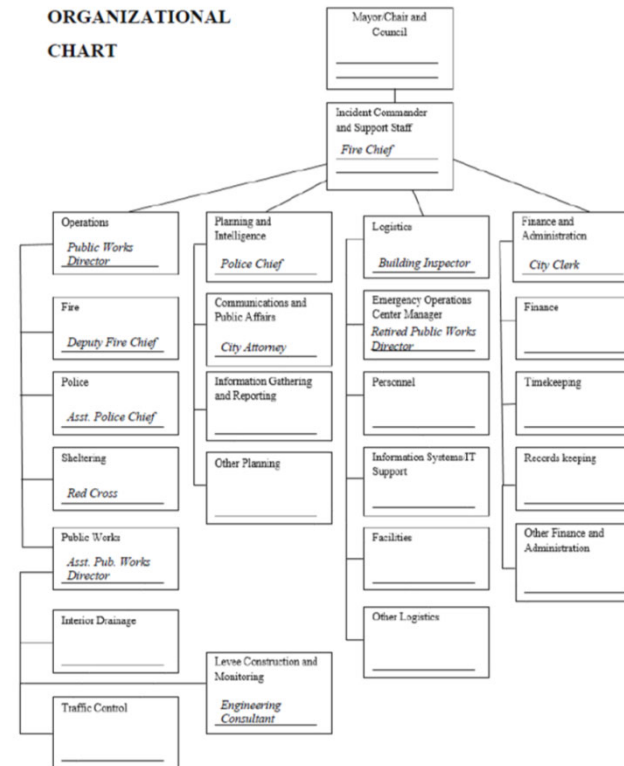 ORGANIZATIONAL
CHART
Mayor/Chair and
Council
Incident Commander
and Support Staff
Fire Chief
Operations
Public Works
Director
Planning and
Intelligence
Police Chief
Logistics
Building Inspector
Finance and
Administration
City Clerk
Fire
Deputy Fire Chief
Communications and
Public Affairs
City Attorney
Emergency Operations
Center Manager
Retired Public Works
Director
Finance
Police
Asst. Police Chief
Information Gathering
and Reporting
Personnel
Timekeeping
Sheltering
Red Cross
Other Planning
Information Systems/IT
Support
Records keeping
Public Works
Asst. Pub. Works
Director
Facilities
Other Finance and
Administration
Interior Drainage
Other Logistics
Levee Construction and
Monitoring
Engineering
Consultant
Traffic Control